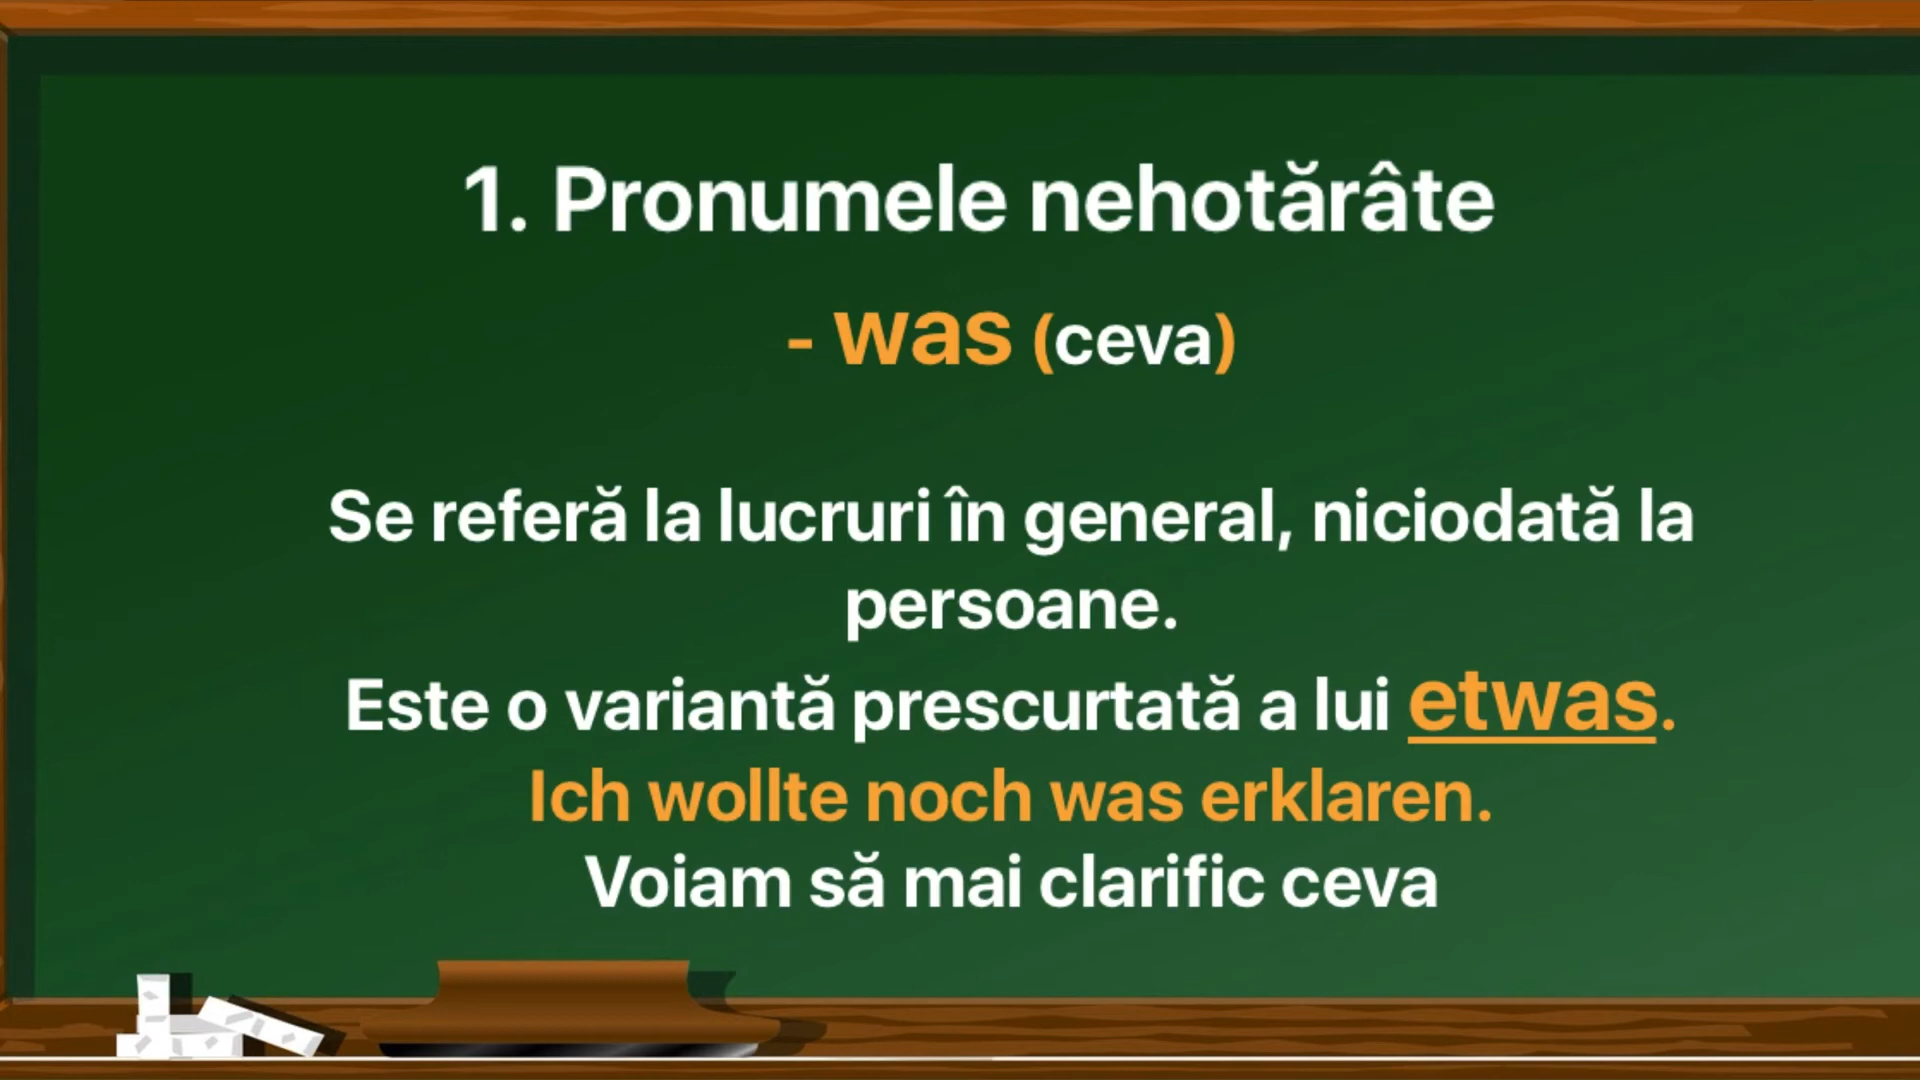 1. Pronumele nehotărâte
- was (ceva)
Se referă la lucruri în general, niciodată la
persoane.
Este o variantă prescurtată a lui etwas.
Ich wollte noch was erklaren.
Voiam să mai clarific ceva